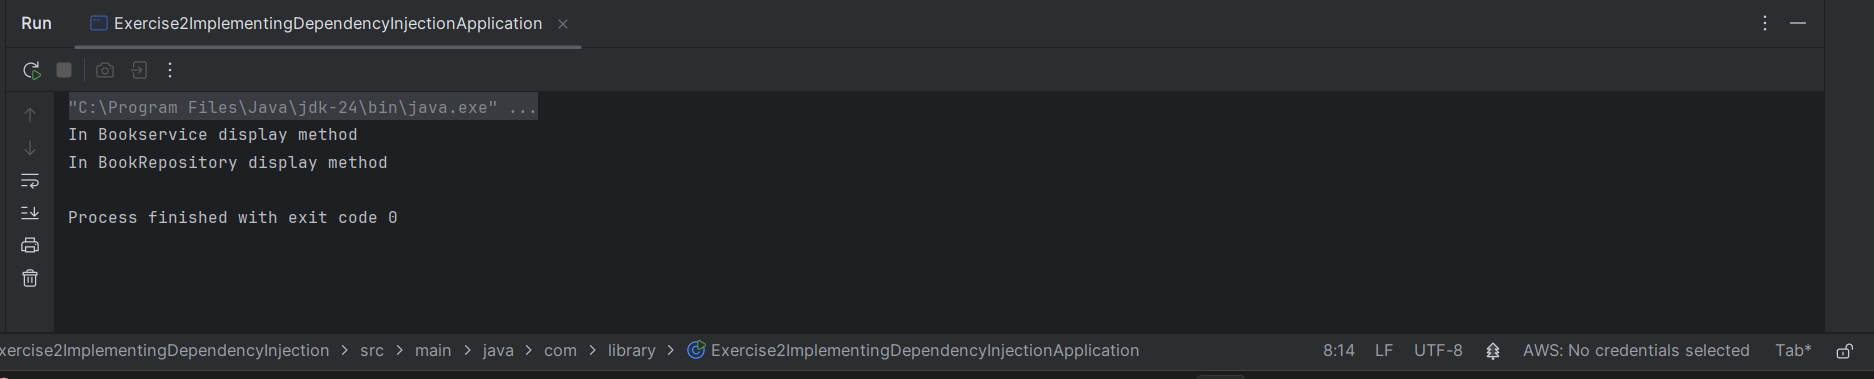 Run Exercise2ImplementingDependencyInjectionApplication
"C:\Program Files\Java\jdk-24\bin\java.exe" ...
In Bookservice display method
In BookRepository display method
Process finished with exit code 0
xercise2ImplementingDependencyInjection > src > main > java > com > library > Exercise2ImplementingDependencyInjectionApplication 8:14 LF UTF-8 AWS: No credentials selected Tab*